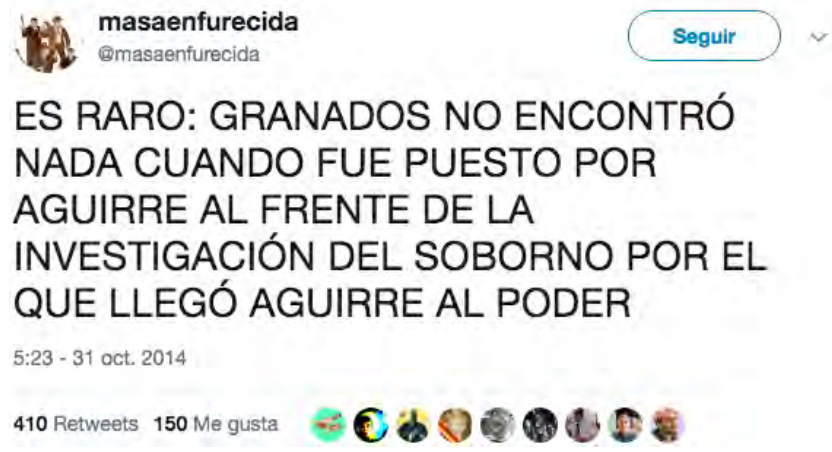 masaenfurecida
@masaenfurecida
Seguir
ES RARO: GRANADOS NO ENCONTRÓ
NADA CUANDO FUE PUESTO POR
AGUIRRE AL FRENTE DE LA
INVESTIGACIÓN DEL SOBORNO POR EL
QUE LLEGÓ AGUIRRE AL PODER
5:23 - 31 oct. 2014
410 Retweets 150 Me gusta